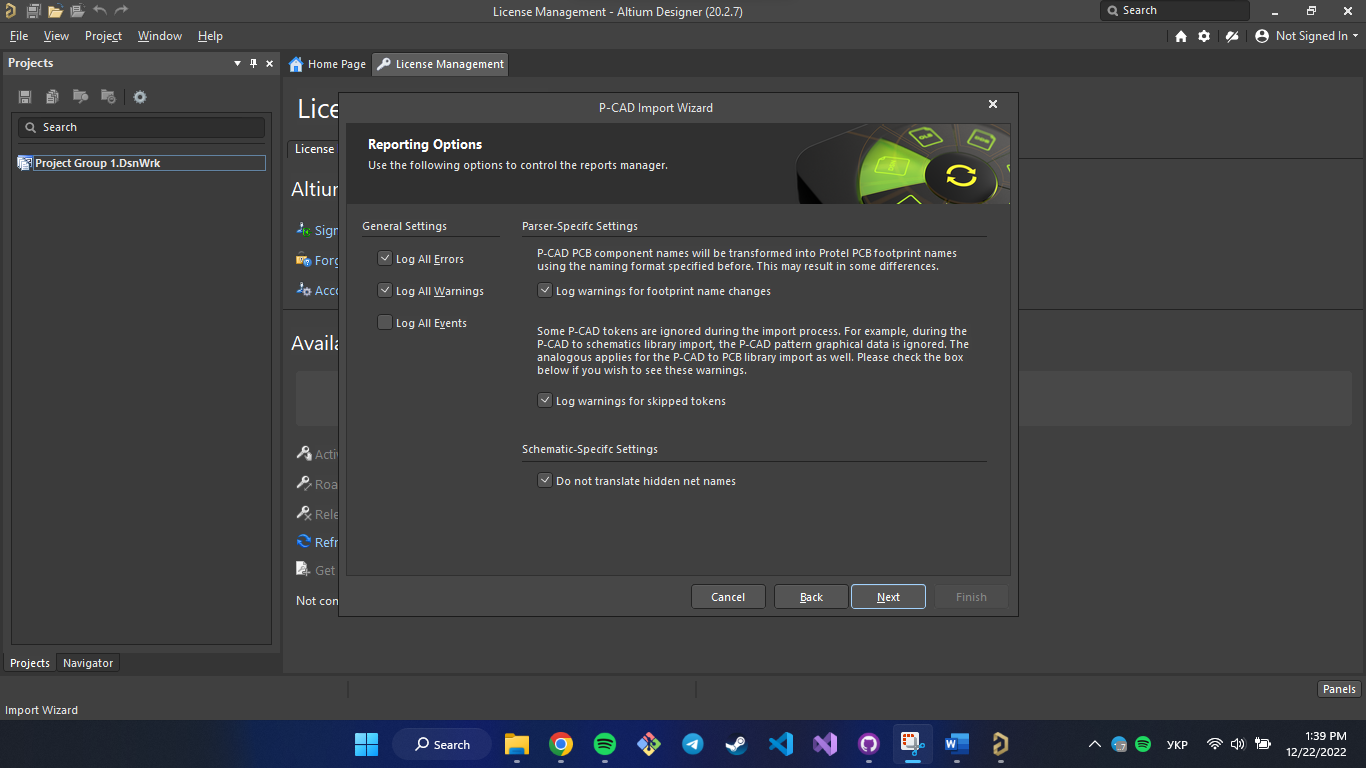 License Management - Altium Designer (20.2.7)
Search
File View Project Window Help
Not Signed In
Projects
Home Page
License Management
Search
Project Group 1.DsnWrk
Lice
License
Altiun
Sign
Forg
Acco
Availa
Activ
Roa
Rele
Refr
Get
Not con
P-CAD Import Wizard
Reporting Options
Use the following options to control the reports manager.
General Settings
Log All Errors
Log All Warnings
Log All Events
Parser-Specifc Settings
P-CAD PCB component names will be transformed into Protel PCB footprint names
using the naming format specified before. This may result in some differences.
Log warnings for footprint name changes
Some P-CAD tokens are ignored during the import process. For example, during the
P-CAD to schematics library import, the P-CAD pattern graphical data is ignored. The
analogous applies for the P-CAD to PCB library import as well. Please check the box
below if you wish to see these warnings.
Log warnings for skipped tokens
Schematic-Specifc Settings
Do not translate hidden net names
Cancel Back Next Finish
Projects Navigator
Panels
Import Wizard
Search
УКР
1:39 PM
12/22/2022